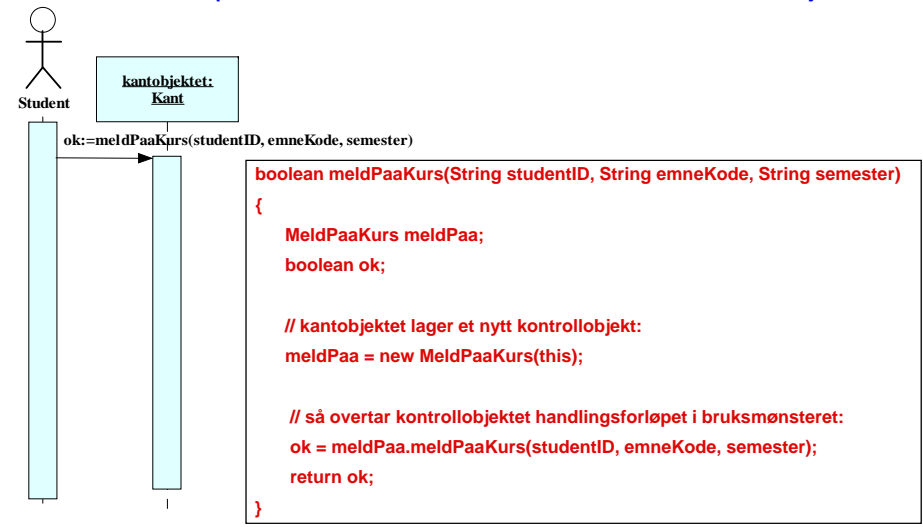 kantobjektet:
Kant
Student
ok:=meldPaaKurs(studentID, emneKode, semester)
boolean meldPaaKurs(String studentID, String emneKode, String semester)
{
MeldPaaKurs meldPaa;
boolean ok;
// kantobjektet lager et nytt kontrollobjekt:
meldPaa = new MeldPaaKurs(this);
// så overtar kontrollobjektet handlingsforløpet i bruksmønsteret:
ok = meldPaa.meldPaaKurs(studentID, emneKode, semester);
return ok;
}